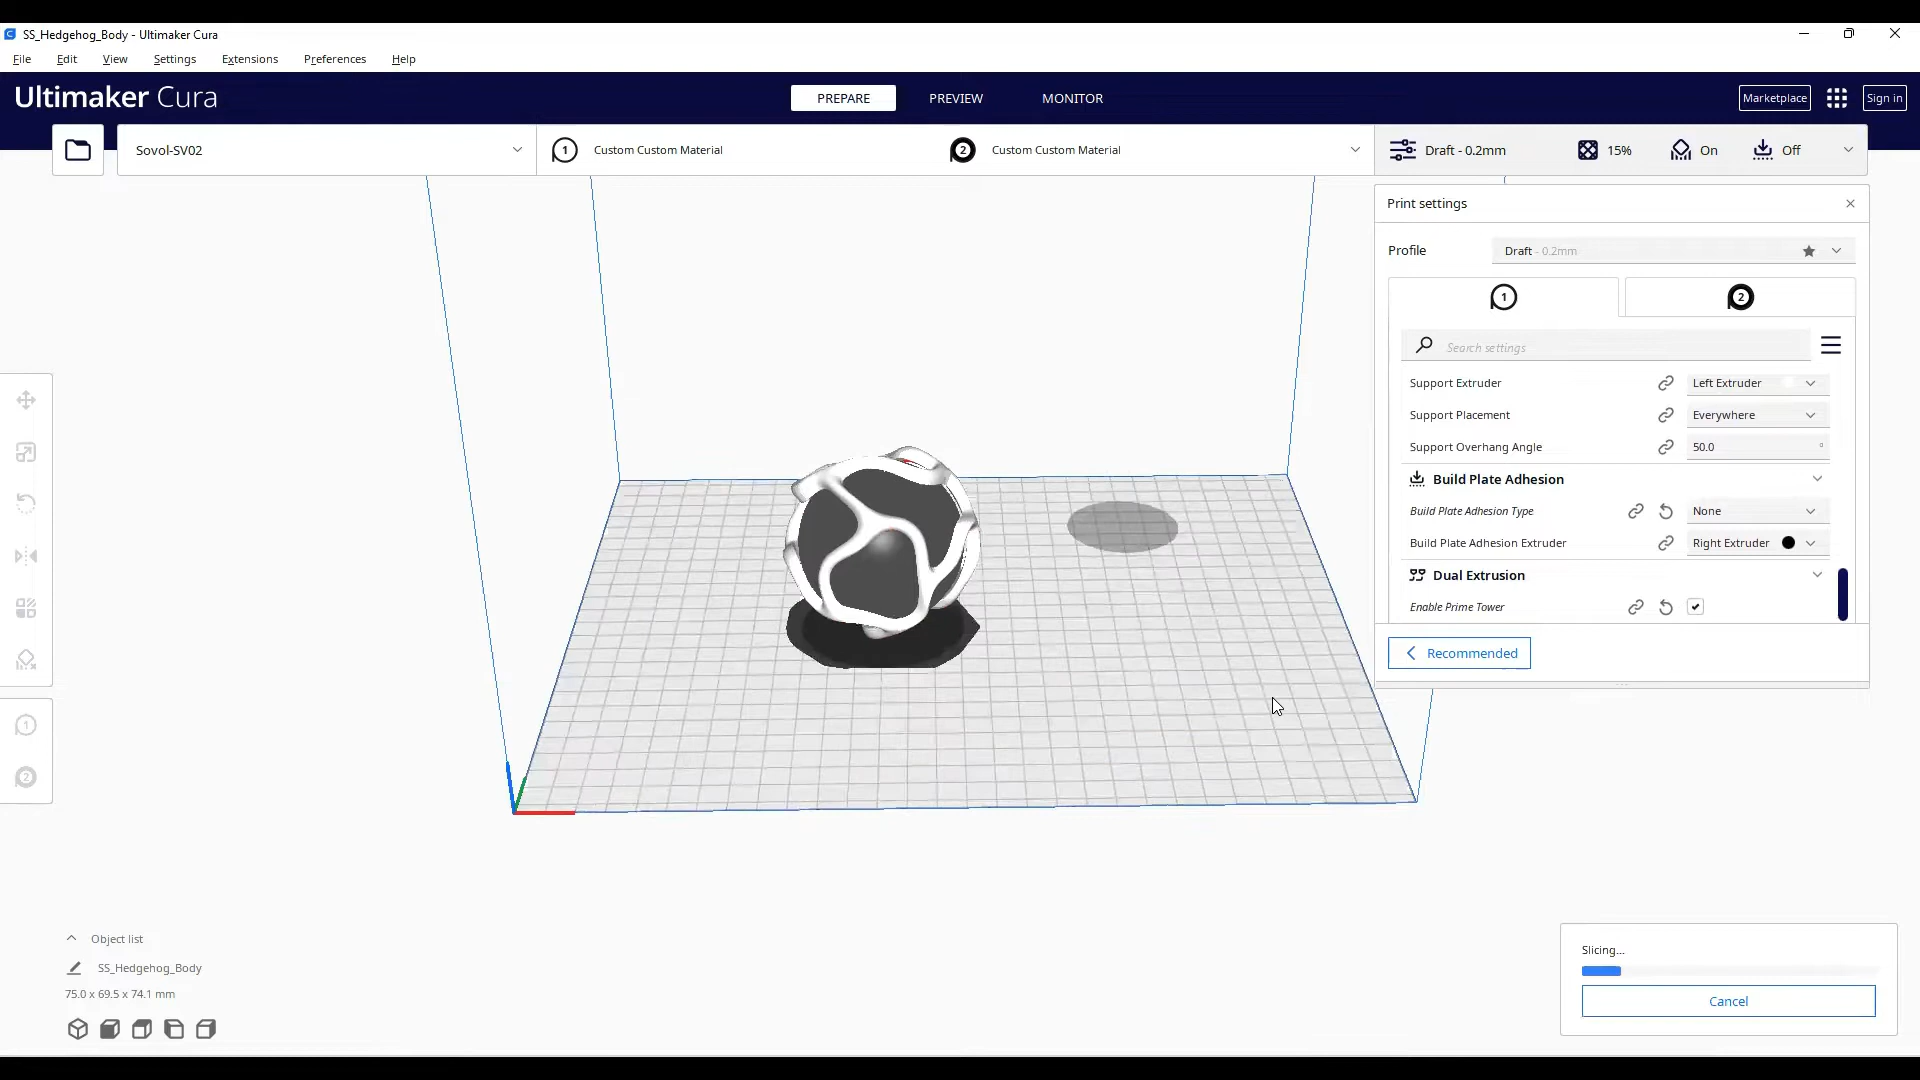 SS_Hedgehog_Body - Ultimaker Cura
File Edit View Settings Extensions Preferences Help
Ultimaker Cura
PREPARE PREVIEW MONITOR
Marketplace Sign in
Sovol-SV02
1 Custom Custom Material
2 Custom Custom Material
Draft - 0.2mm 15% On Off
Print settings
Profile Draft - 0.2mm
1 2
Search settings
Support Extruder Left Extruder
Support Placement Everywhere
Support Overhang Angle 50.0 °
Build Plate Adhesion
Build Plate Adhesion Type None
Build Plate Adhesion Extruder Right Extruder
Dual Extrusion
Enable Prime Tower
Recommended
1
2
Object list
SS_Hedgehog_Body
75.0 x 69.5 x 74.1 mm
Slicing...
Cancel